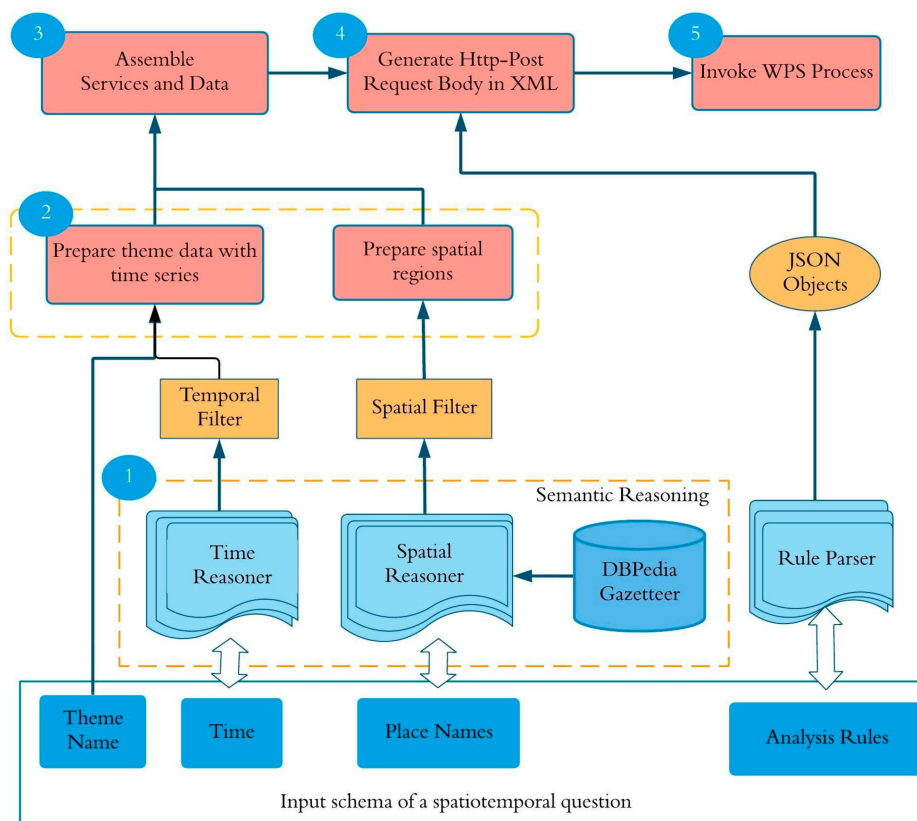 3
4
5
Assemble
Services and Data
Generate Http-Post
Request Body in XML
Invoke WPS Process
2
Prepare theme data with
time series
Prepare spatial
regions
JSON
Objects
Temporal
Filter
Spatial Filter
1
Semantic Reasoning
Time
Reasoner
Spatial
Reasoner
DBPedia
Gazetteer
Rule Parser
Theme
Name
Time
Place Names
Analysis Rules
Input schema of a spatiotemporal question